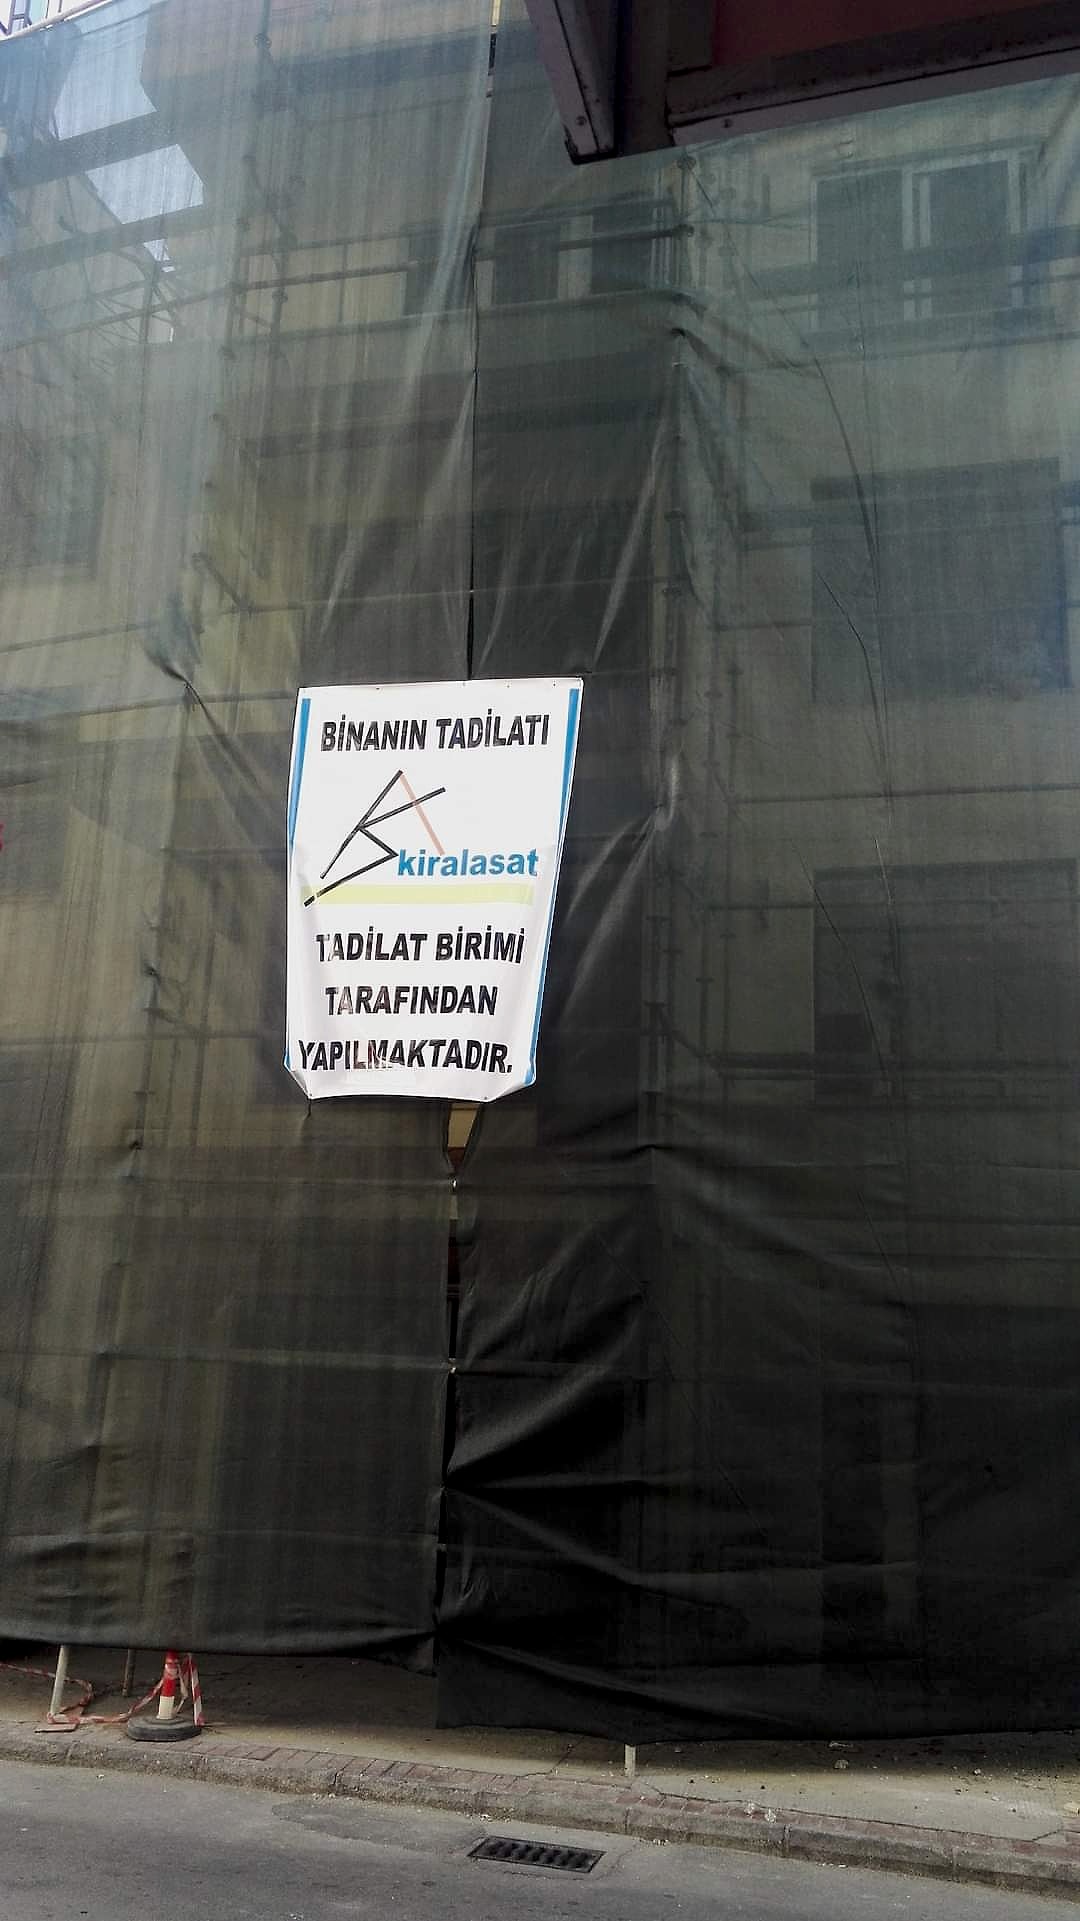 BİNANIN TADİLATI
kiralasat
TADİLAT BİRİMİ
TARAFINDAN
YAPILMAKTADIR.